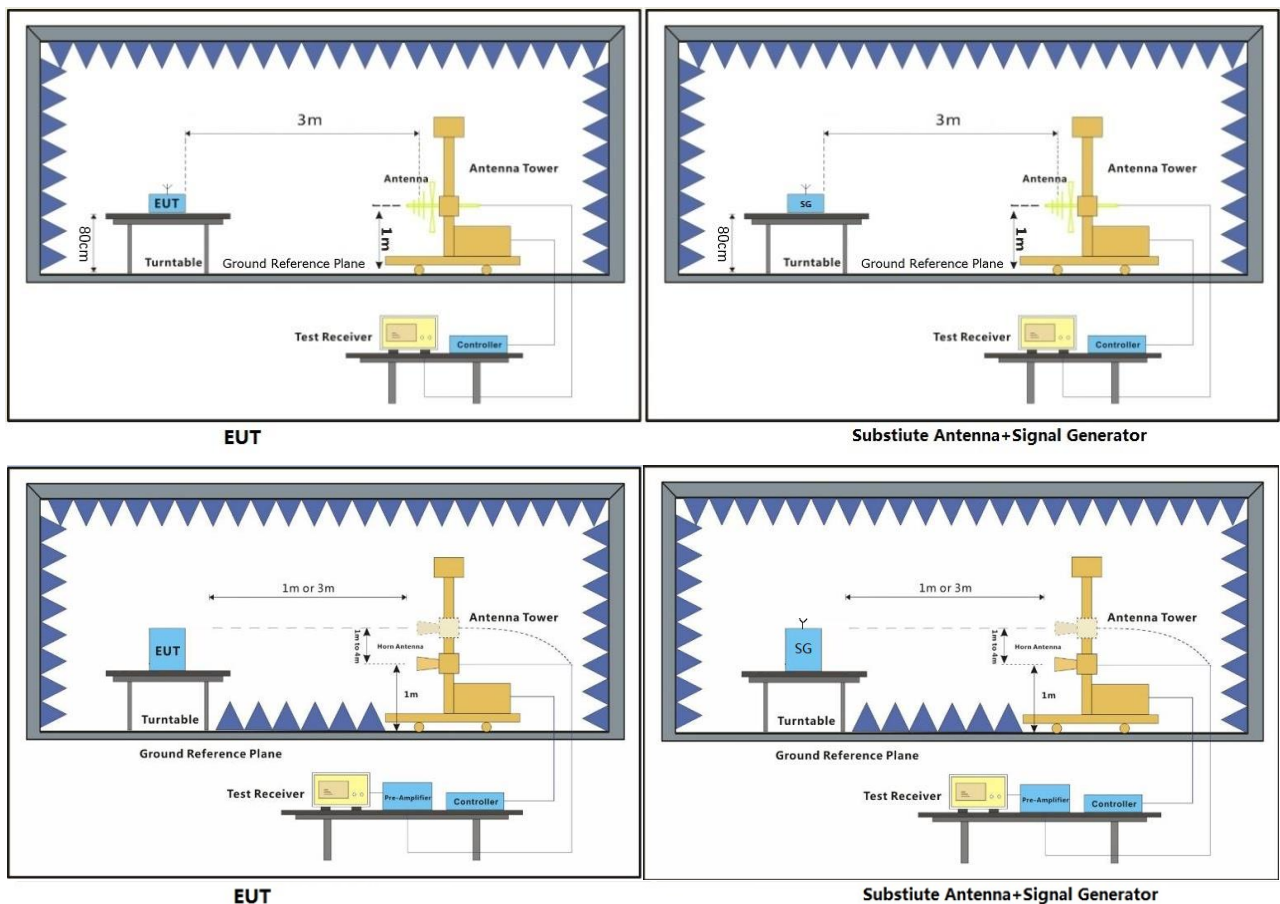 3m
Antenna Tower
Antenna
EUT
80cm
1m
Turntable
Ground Reference Plane
Test Receiver
Controller
EUT
3m
Antenna Tower
Antenna
SG
80cm
1m
Turntable
Ground Reference Plane
Test Receiver
Controller
Substiute Antenna+Signal Generator
1m or 3m
Antenna Tower
1m to 4m
Horn Antenna
EUT
1m
Turntable
Ground Reference Plane
Test Receiver
Pre-Amplifier
Controller
EUT
1m or 3m
Antenna Tower
1m to 4m
Horn Antenna
SG
1m
Turntable
Ground Reference Plane
Test Receiver
Pre-Amplifier
Controller
Substiute Antenna+Signal Generator